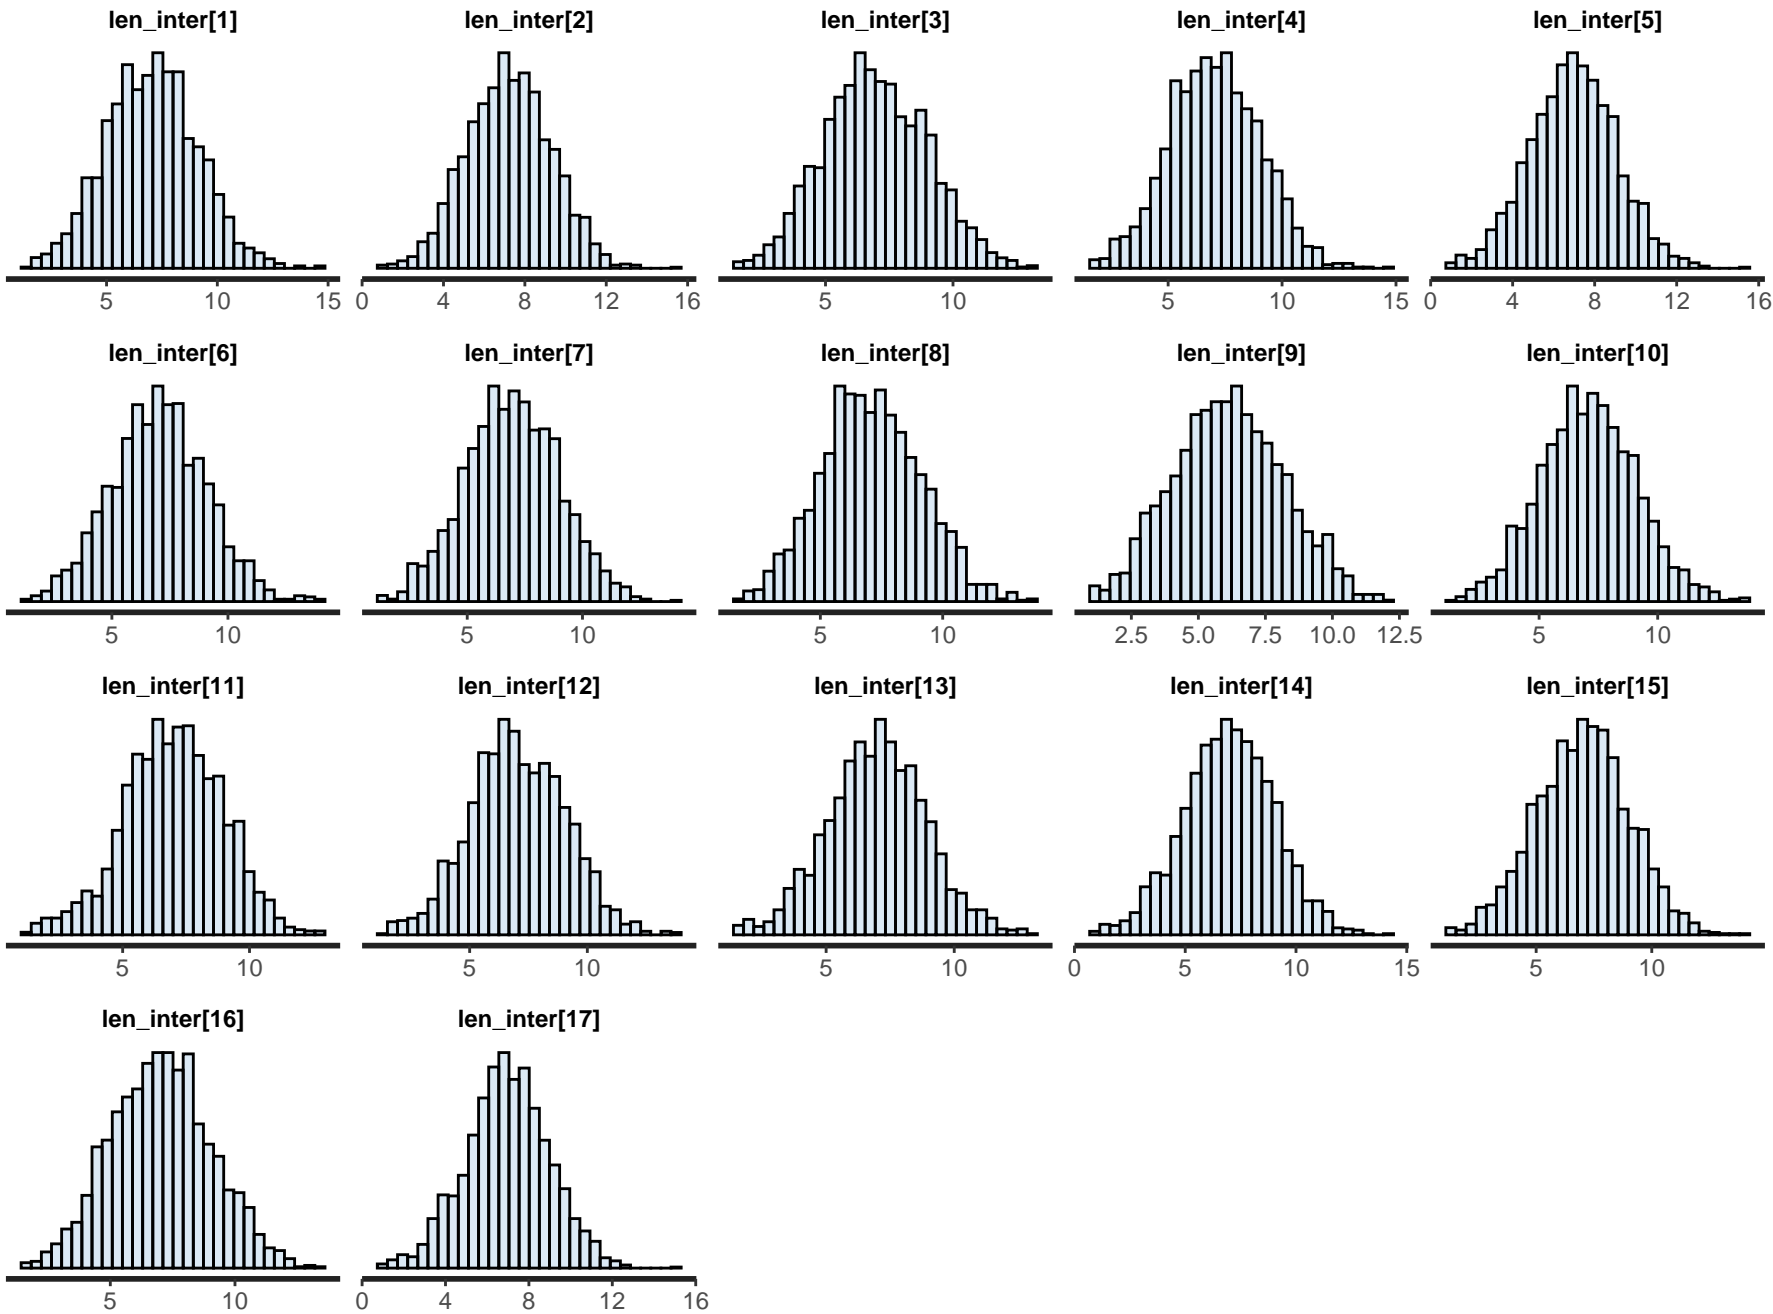 len_inter[1] len_inter[2] len_inter[3] len_inter[4] len_inter[5]
5 10 15 0 4 8 12 16 5 10 5 10 15 0 4 8 12 16
len_inter[6] len_inter[7] len_inter[8] len_inter[9] len_inter[10]
5 10 5 10 5 10 2.5 5.0 7.5 10.0 12.5 5 10
len_inter[11] len_inter[12] len_inter[13] len_inter[14] len_inter[15]
5 10 5 10 5 10 0 5 10 15 5 10
len_inter[16] len_inter[17]
5 10 0 4 8 12 16